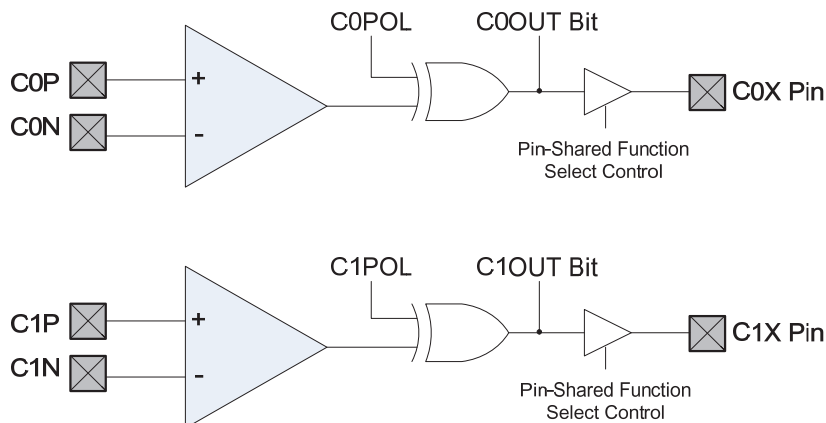 C0POL
C0OUT Bit
C0P
+
C0X Pin
C0N
-
Pin-Shared Function
Select Control
C1POL
C1OUT Bit
C1P
+
C1X Pin
C1N
-
Pin-Shared Function
Select Control